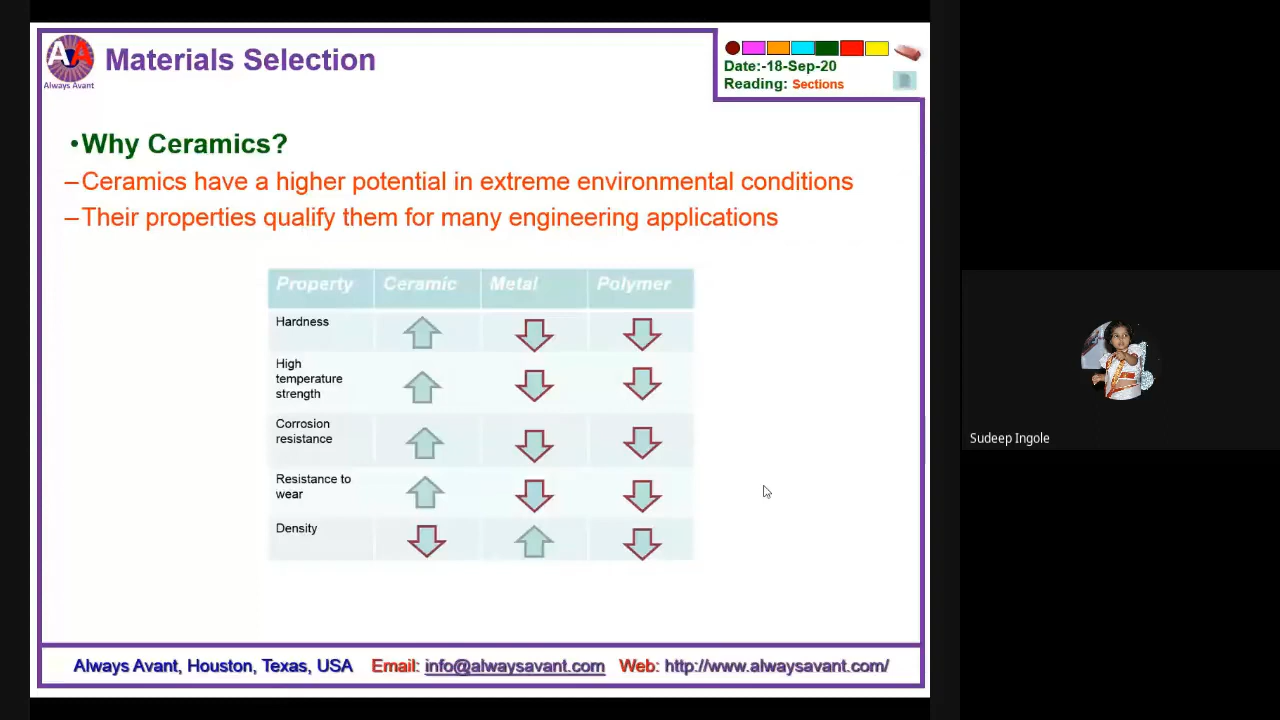 AVA
Always Avant
Materials Selection
Date:-18-Sep-20
Reading: Sections
•Why Ceramics?
–Ceramics have a higher potential in extreme environmental conditions
–Their properties qualify them for many engineering applications
Property Ceramic Metal Polymer
Hardness
High
temperature
strength
Corrosion
resistance
Resistance to
wear
Density
Sudeep Ingole
Always Avant, Houston, Texas, USA Email: info@alwaysavant.com Web: http://www.alwaysavant.com/